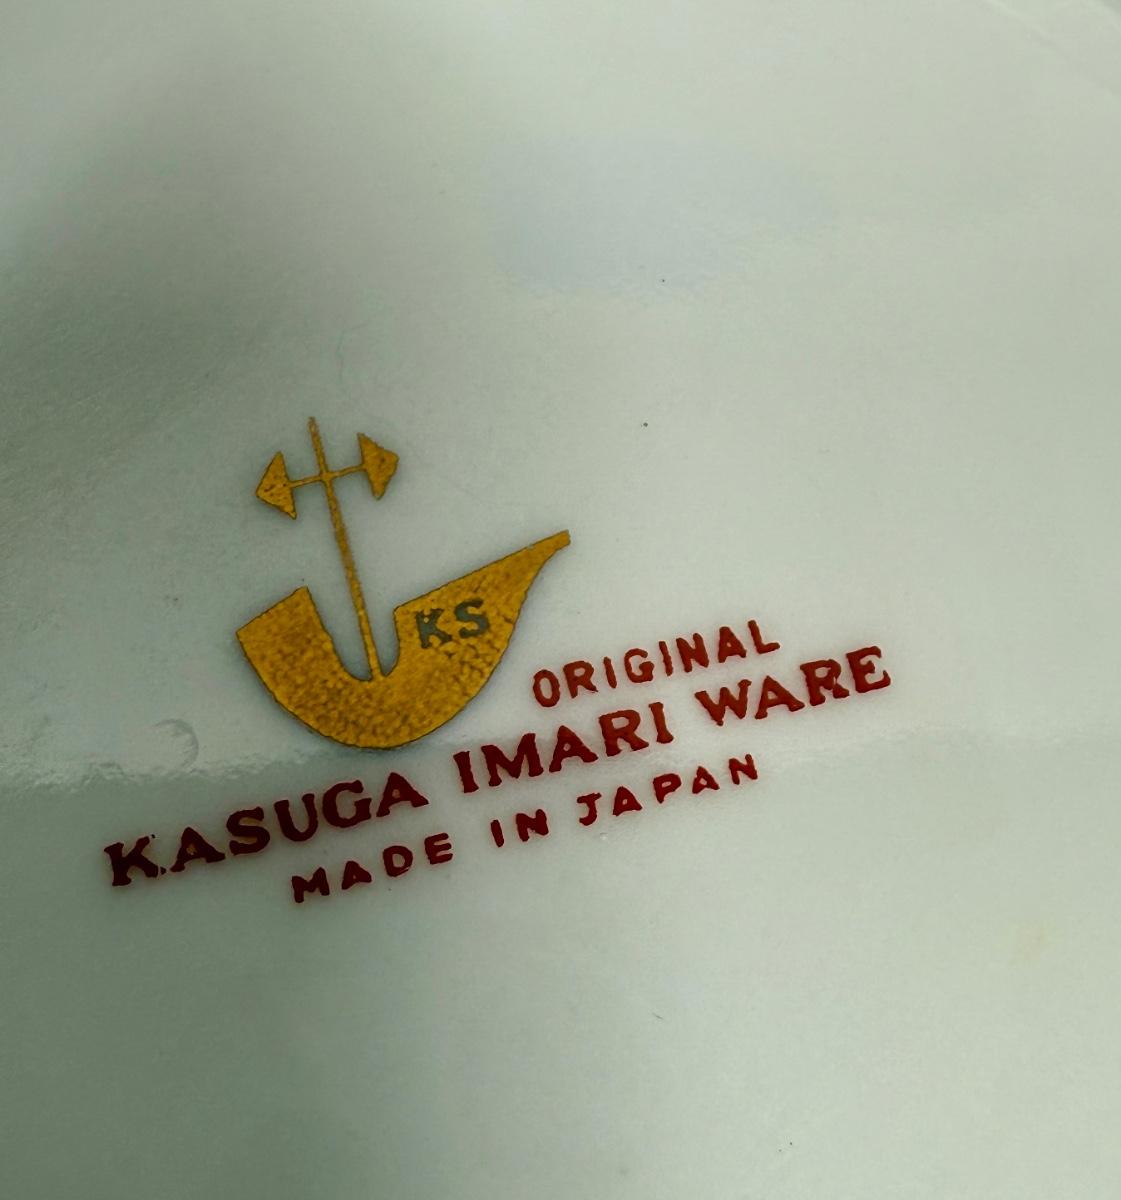 KS
ORIGINAL
KASUGA IMARI WARE
MADE IN JAPAN